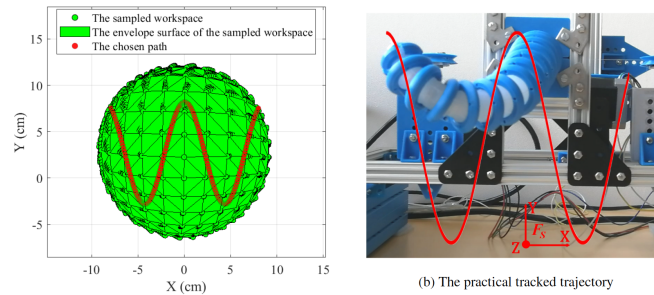 The sampled workspace
The envelope surface of the sampled workspace
The chosen path
15
10
5
0
-5
Y (cm)
-10
-5
0
5
10
15
X (cm)
Y
Fs
Z
X
(b) The practical tracked trajectory